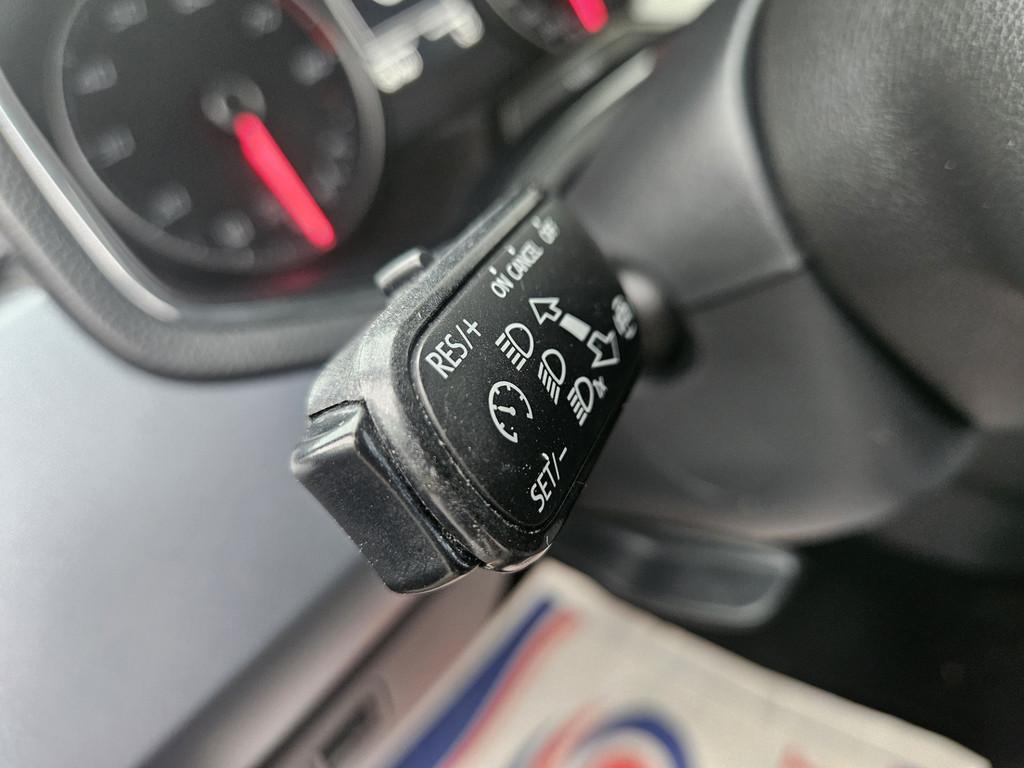 ON CANCEL OFF
RES/+
SET/-